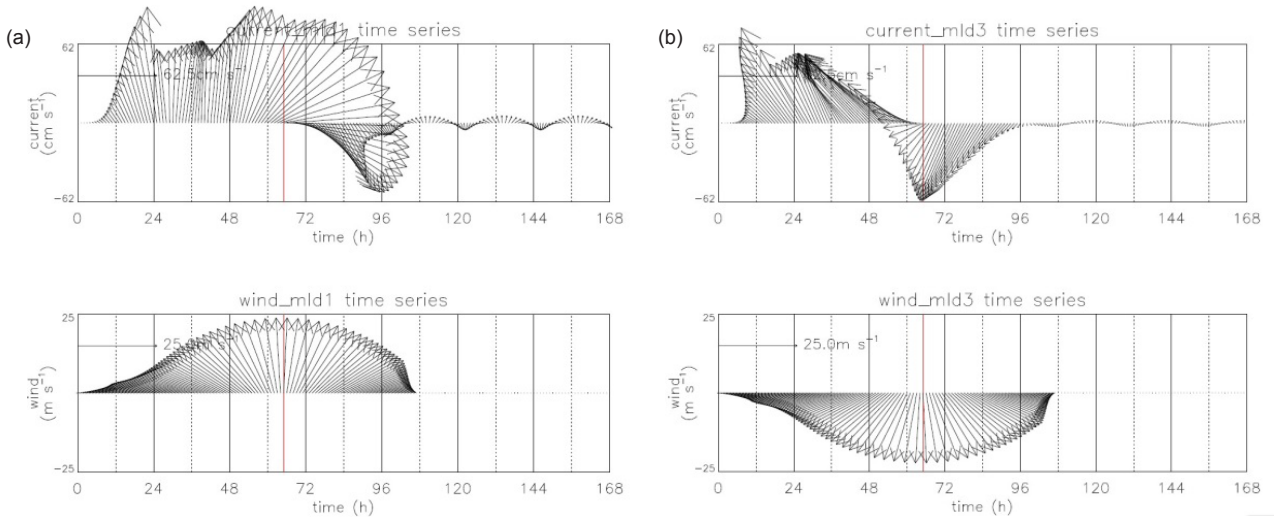 (a)
current_mld1 time series
62
62.5cm s⁻¹
current
(cm s⁻¹)
-62
0 24 48 72 96 120 144 168
time (h)
(b)
current_mld3 time series
62
cm s⁻¹
current
(cm s⁻¹)
-62
0 24 48 72 96 120 144 168
time (h)
wind_mld1 time series
25
s⁻¹
wind
(m s⁻¹)
-25
0 24 48 72 96 120 144 168
time (h)
wind_mld3 time series
25
25.0m s⁻¹
wind
(m s⁻¹)
-25
0 24 48 72 96 120 144 168
time (h)